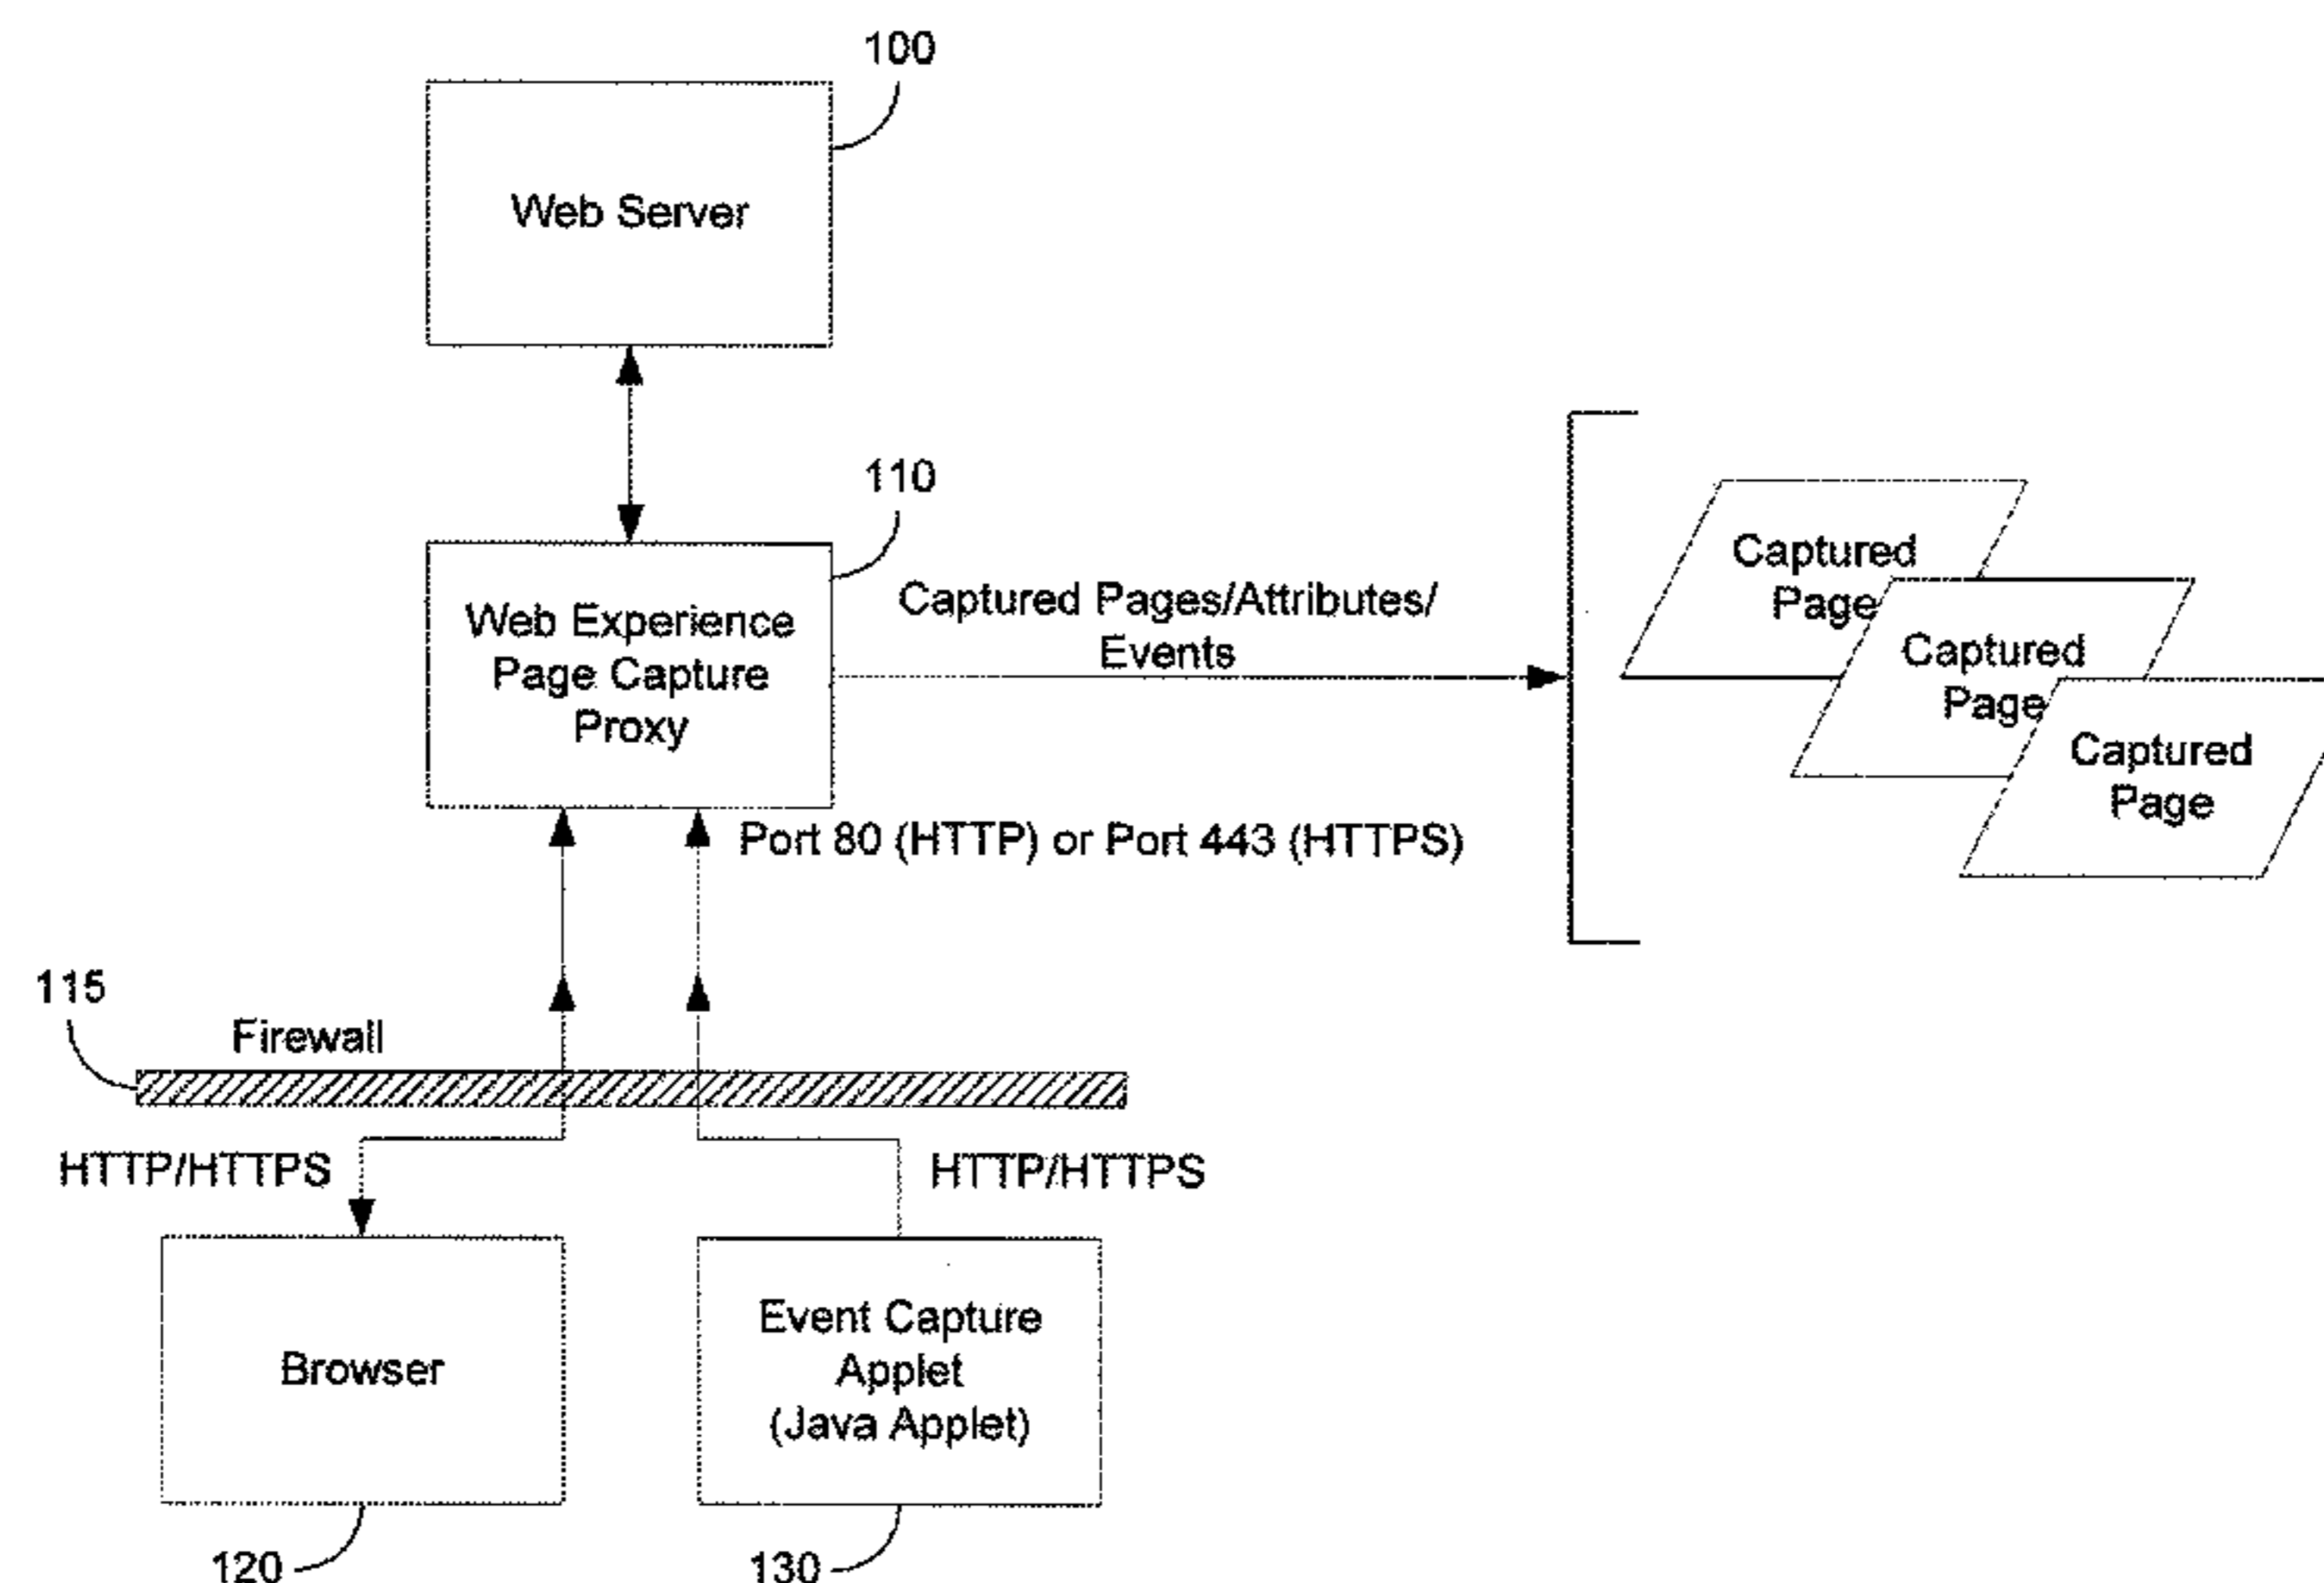 100
Web Server
110
Web Experience
Page Capture
Proxy
Captured Pages/Attributes/
Events
Captured
Page
Captured
Page
Captured
Page
Port 80 (HTTP) or Port 443 (HTTPS)
115
Firewall
HTTP/HTTPS
HTTP/HTTPS
Browser
Event Capture
Applet
(Java Applet)
120
130